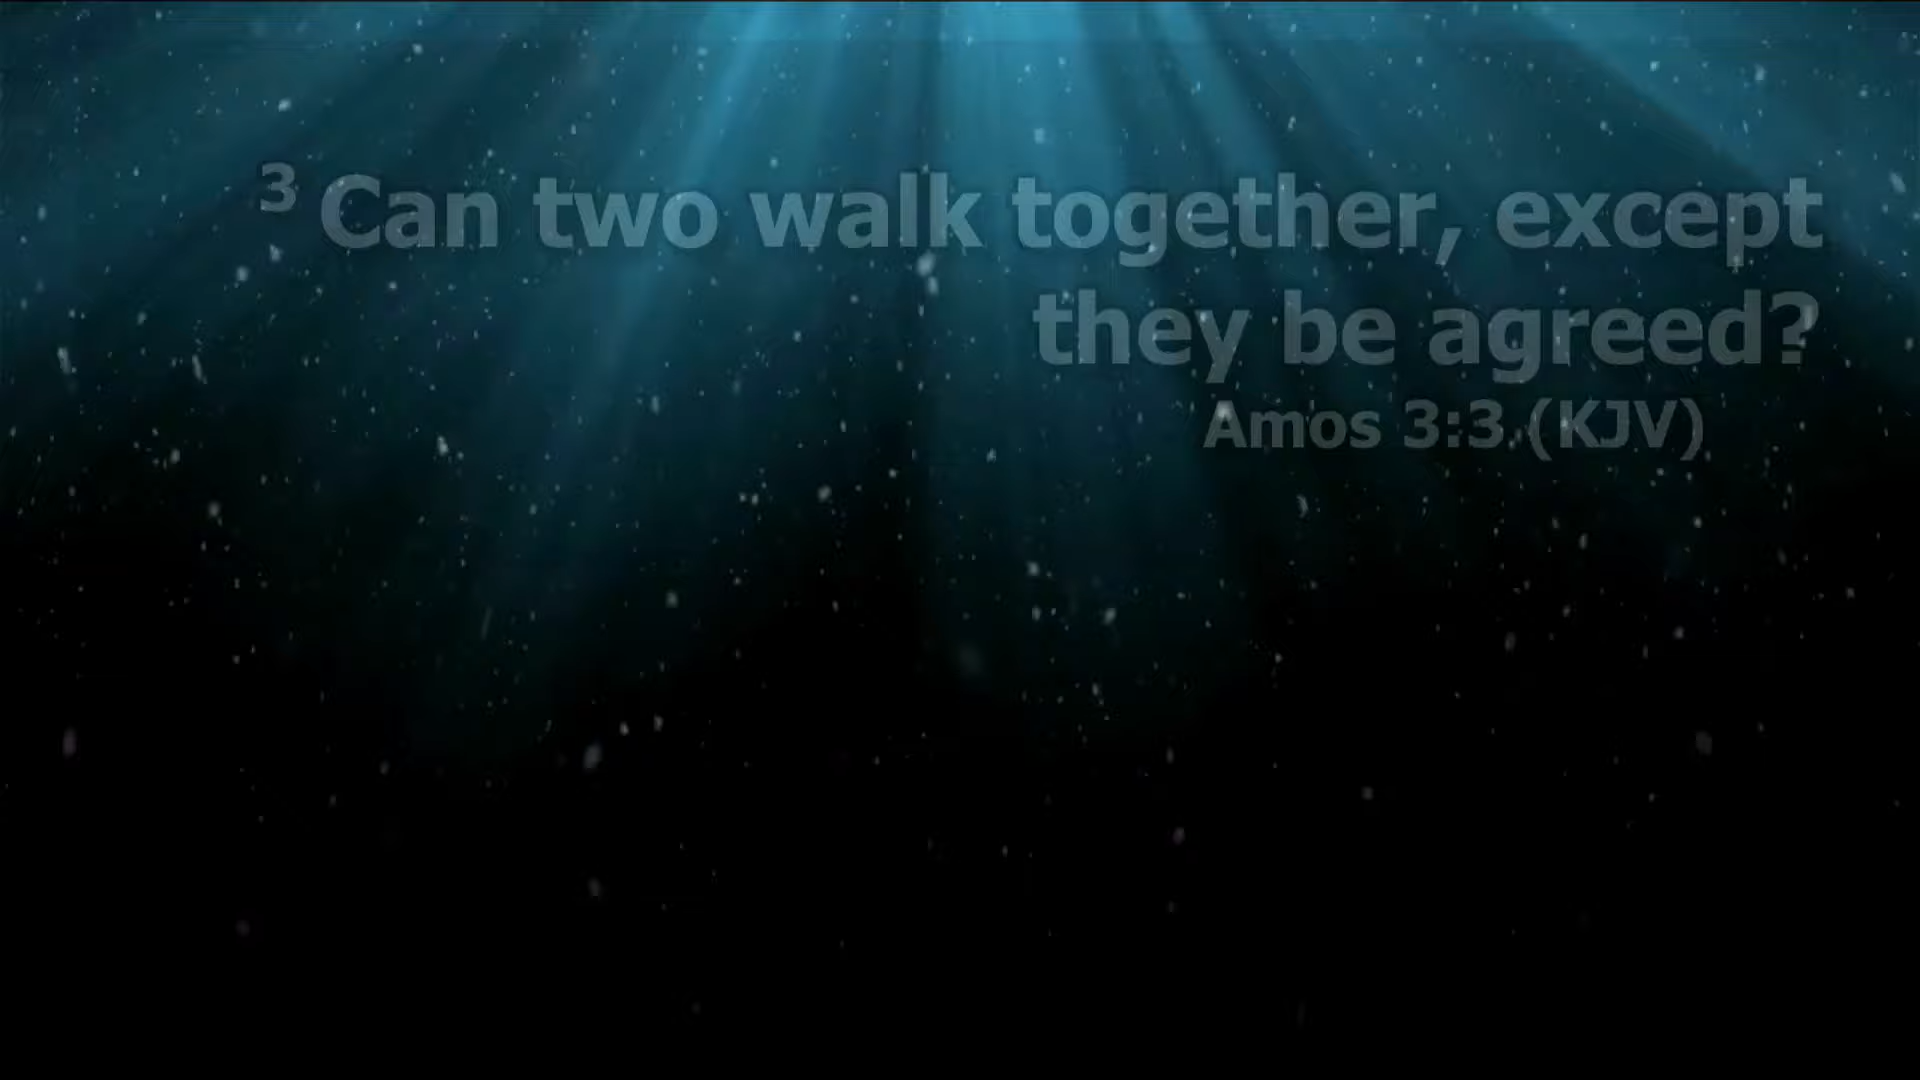 3 Can two walk together, except
they be agreed?
Amos 3:3 (KJV)